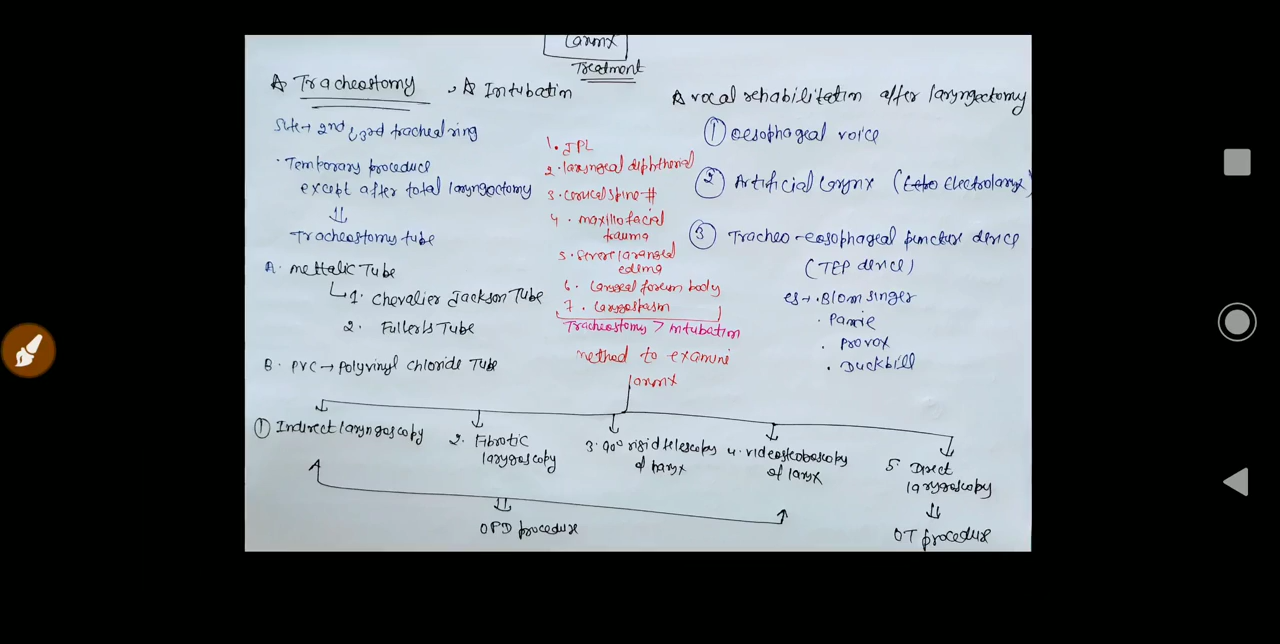 Larynx
Treatment
Tracheostomy
Intubatin
vocal rehabilitation after laryngectomy
Site → 2nd & 3rd tracheal ring
Temporary procedure
except after total laryngectomy
⇓
Tracheostomy tube
A. mettalic Tube
1. Chevalier Jackson Tube
2. Fuller's Tube
B. PVC → Polyvinyl chloride Tube
1. JPL
2. laryngeal diphtherial
3. cervical spine #
4. maxillofacial
trauma
5. severe laryngeal
edema
6. Laryngeal foreign body
7. Laryngospasm
Tracheostomy > Intubation
① oesophageal voice
② Artificial larynx (Electrolarynx)
③ Tracheo-eosophageal puncture device
(TEP device)
eg → • Blom singer
• Panje
• Provox
• Duckbill
method to examine
larynx
① Indirect laryngoscopy
2. Fibrotic
laryngoscopy
3. 90° rigid telescopy
of larynx
4. videostroboscopy
of larynx
5. Direct
laryngoscopy
⇓
OPD procedure
⇓
OT procedure